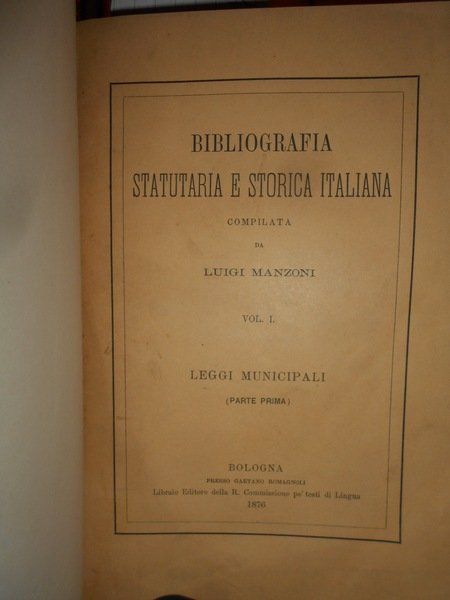 BIBLIOGRAFIA
STATUTARIA E STORICA ITALIANA
COMPILATA
DA
LUIGI MANZONI
VOL. I.
LEGGI MUNICIPALI
(PARTE PRIMA)
BOLOGNA
PRESSO GAETANO ROMAGNOLI
Libraio Editore della R. Commissione pe' testi di Lingua
1876